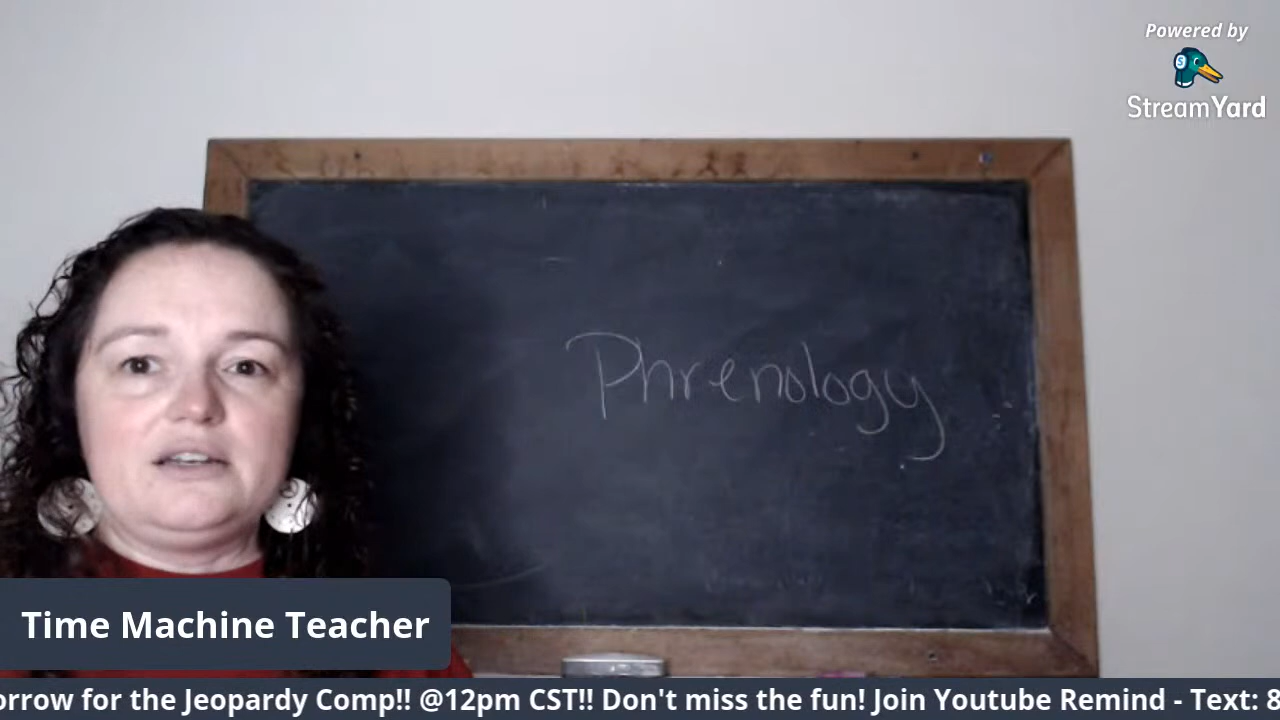 Powered by
StreamYard
Phrenology
Time Machine Teacher
orrow for the Jeopardy Comp!! @12pm CST!! Don't miss the fun! Join Youtube Remind - Text: 8